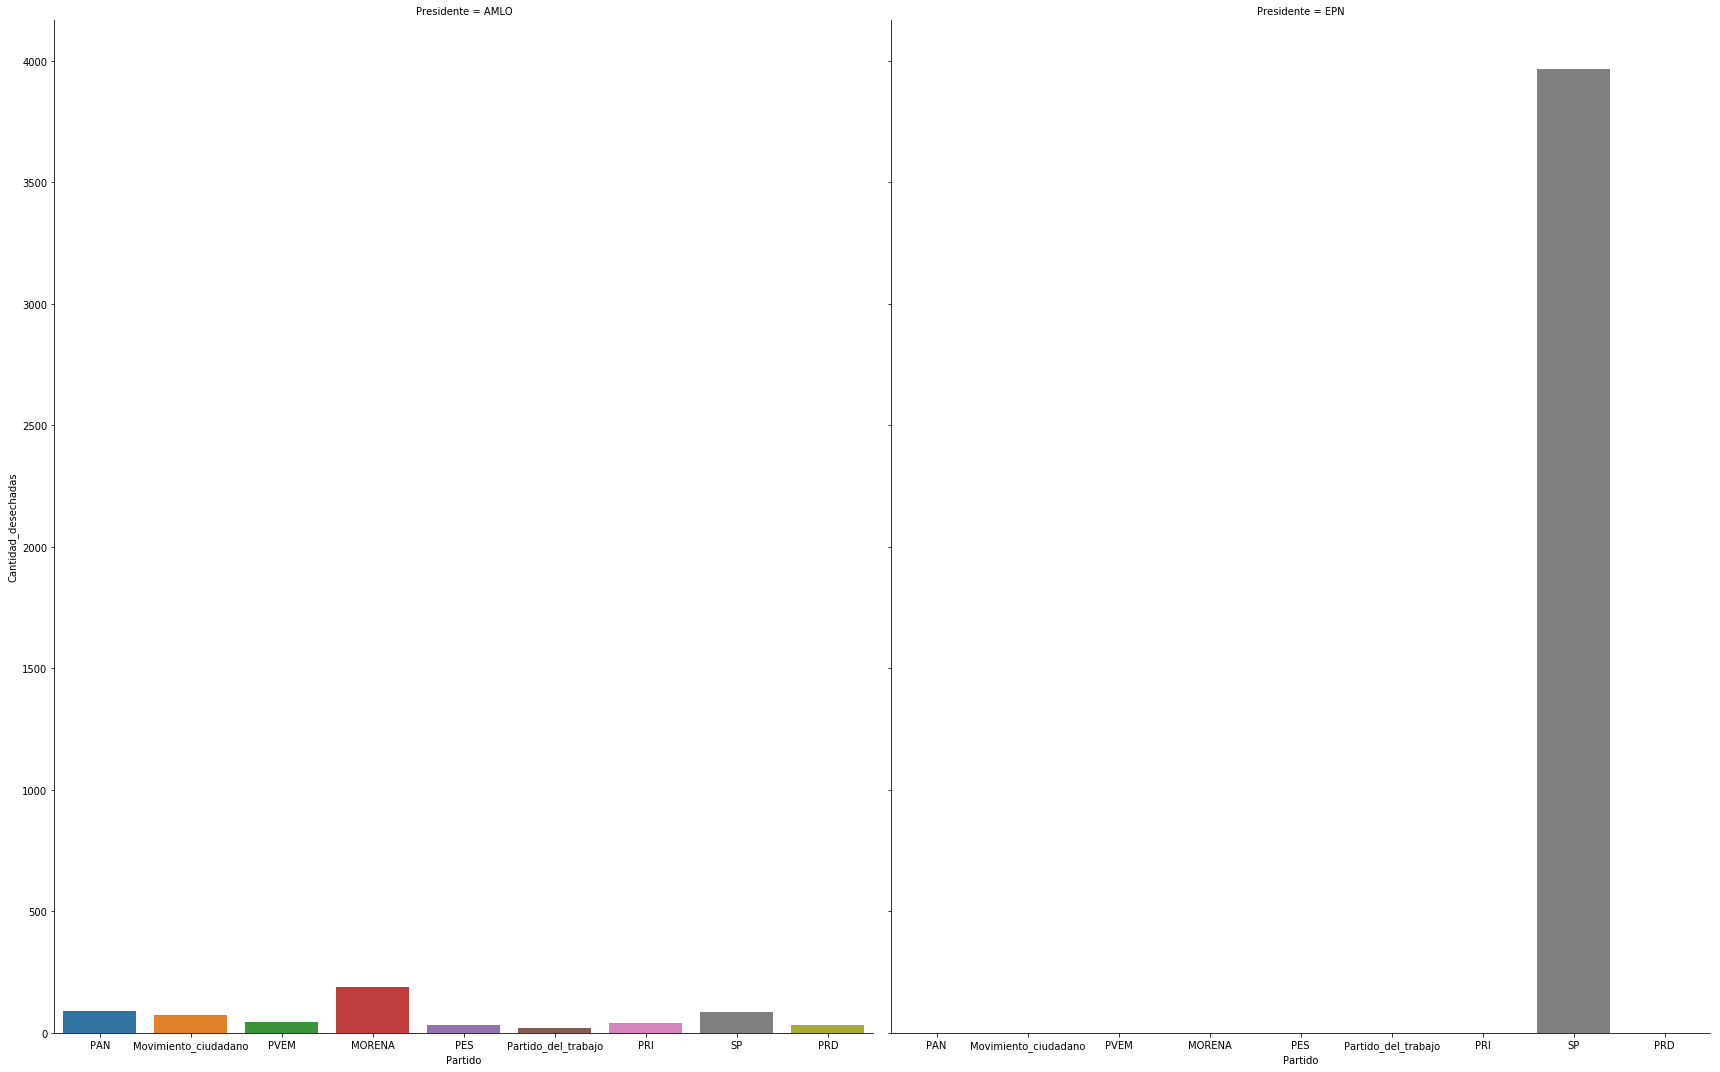 Presidente = AMLO
Presidente = EPN
Cantidad_desechadas
4000
3500
3000
2500
2000
1500
1000
500
0
PAN Movimiento_ciudadano PVEM MORENA PES Partido_del_trabajo PRI SP PRD
Partido
PAN Movimiento_ciudadano PVEM MORENA PES Partido_del_trabajo PRI SP PRD
Partido